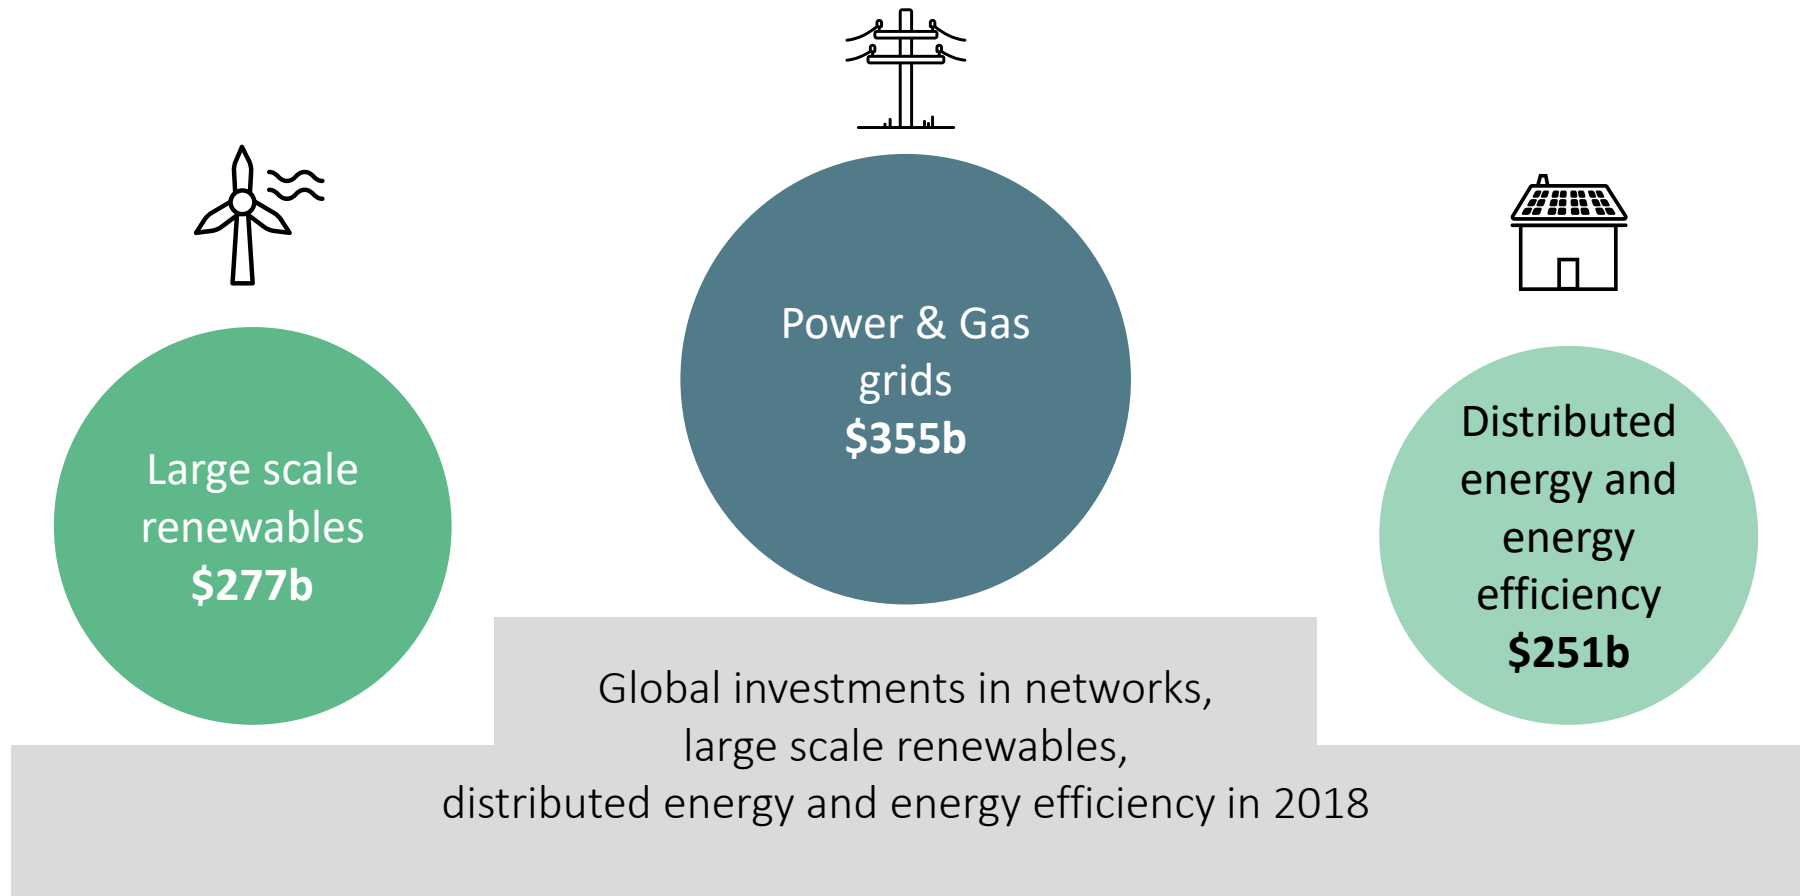 Power & Gas
grids
$355b
Large scale
renewables
$277b
Distributed
energy and
energy
efficiency
$251b
Global investments in networks,
large scale renewables,
distributed energy and energy efficiency in 2018